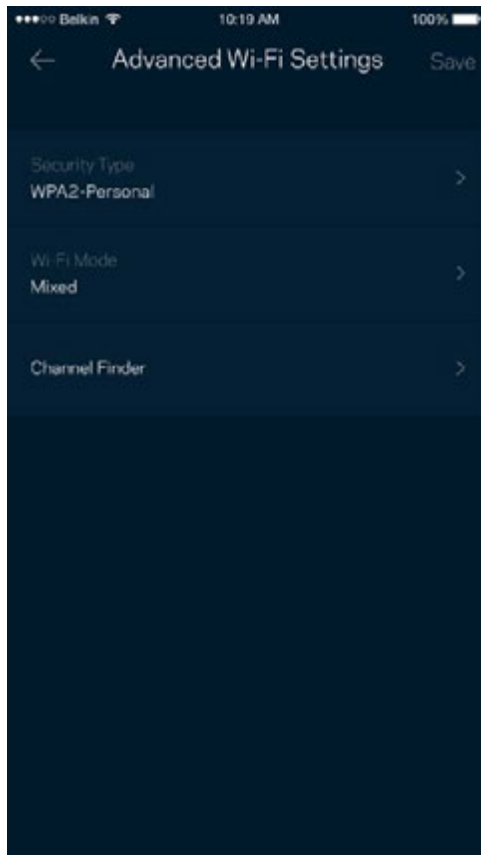 Belkin 10:19 AM 100%
Advanced Wi-Fi Settings Save
Security Type
WPA2-Personal
Wi-Fi Mode
Mixed
Channel Finder